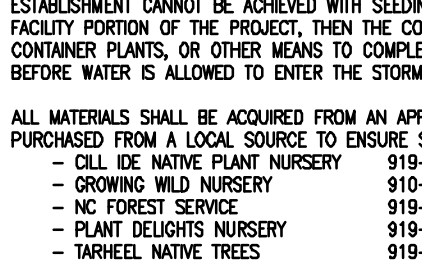 ESTABLISHMENT CANNOT BE ACHIEVED WITH SEEDIN
FACILITY PORTION OF THE PROJECT, THEN THE CO
CONTAINER PLANTS, OR OTHER MEANS TO COMPLE
BEFORE WATER IS ALLOWED TO ENTER THE STORM
ALL MATERIALS SHALL BE ACQUIRED FROM AN APP
PURCHASED FROM A LOCAL SOURCE TO ENSURE S
– CILL IDE NATIVE PLANT NURSERY 919-
– GROWING WILD NURSERY 910-
– NC FOREST SERVICE 919-
– PLANT DELIGHTS NURSERY 919-
– TARHEEL NATIVE TREES 919-